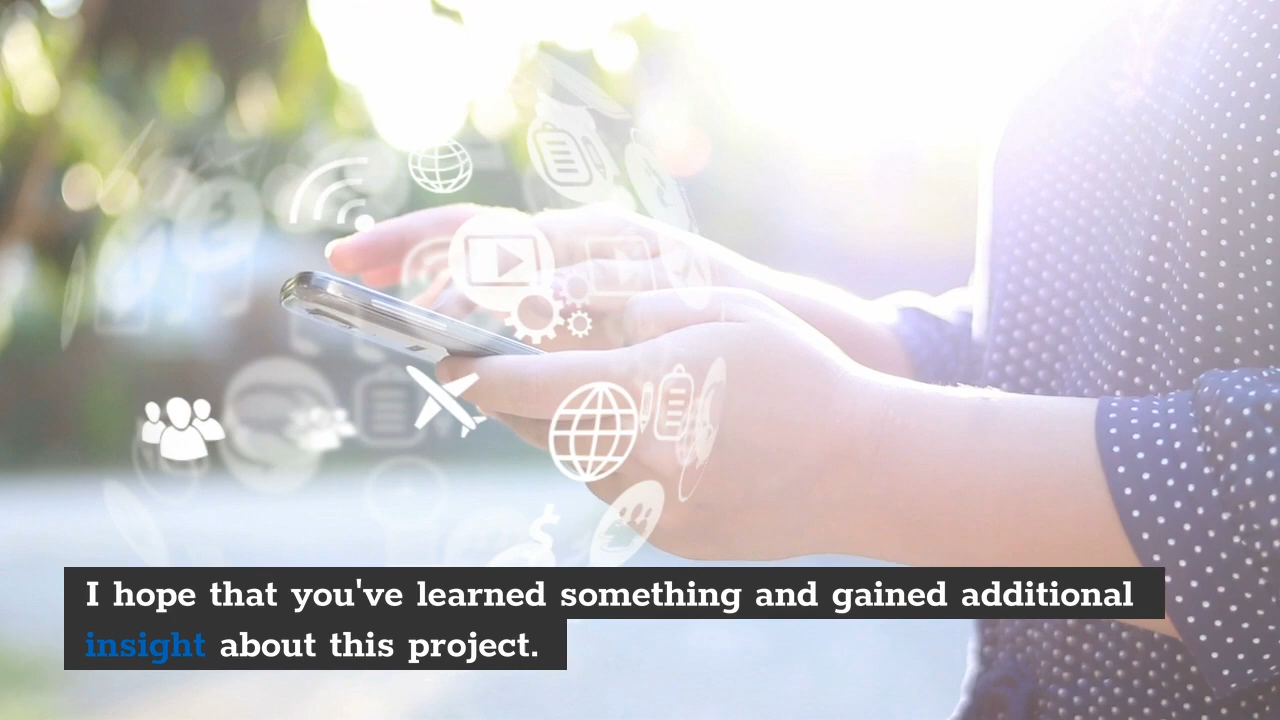 I hope that you've learned something and gained additional
insight about this project.